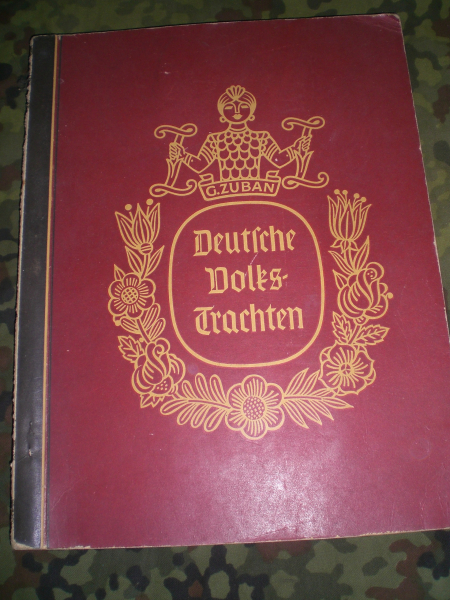 G. ZUBAN
Deutſche
Volks-
Trachten